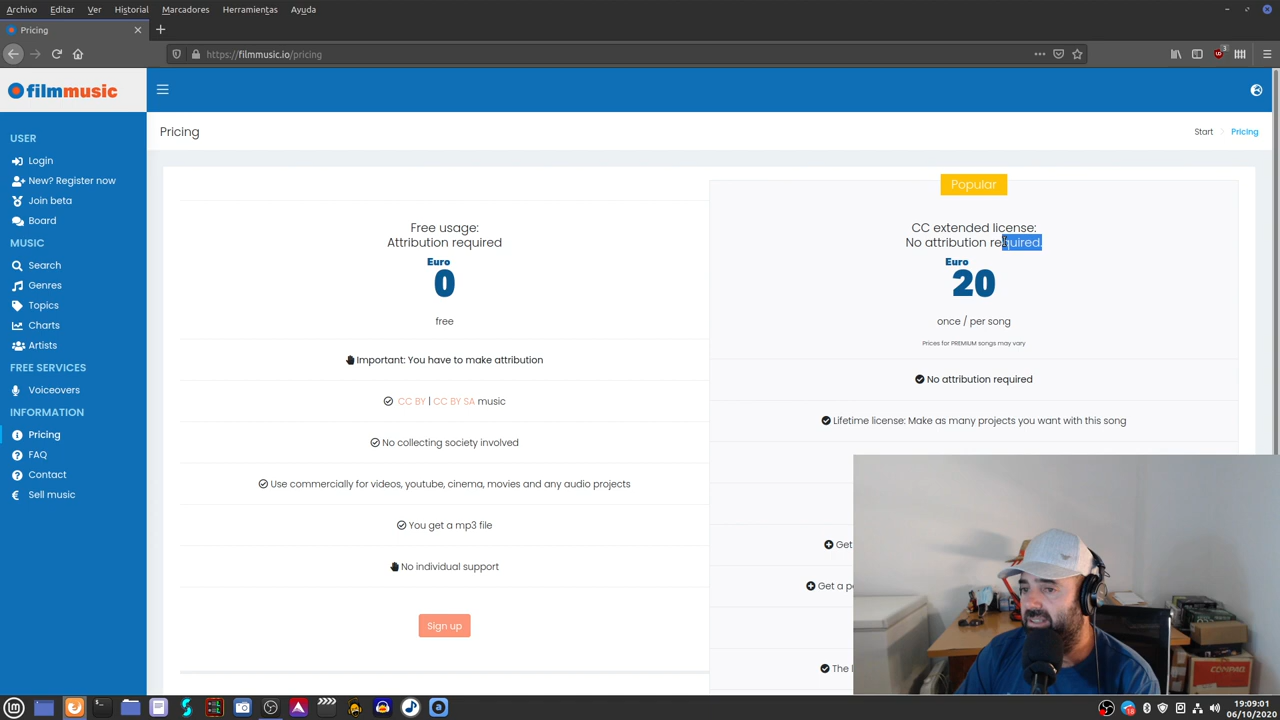 Archivo Editar Ver Historial Marcadores Herramientas Ayuda
Pricing
https://filmmusic.io/pricing
3
filmmusic
Pricing
Start Pricing
USER
Login
New? Register now
Join beta
Board
MUSIC
Search
Genres
Topics
Charts
Artists
FREE SERVICES
Voiceovers
INFORMATION
Pricing
FAQ
Contact
Sell music
Free usage:
Attribution required
Euro
0
free
Important: You have to make attribution
CC BY | CC BY SA music
No collecting society involved
Use commercially for videos, youtube, cinema, movies and any audio projects
You get a mp3 file
No individual support
Sign up
Popular
CC extended license:
No attribution required.
Euro
20
once / per song
Prices for PREMIUM songs may vary
No attribution required
Lifetime license: Make as many projects you want with this song
Get
Get a p
The l
COMPAQ
19:09:01
06/10/2020